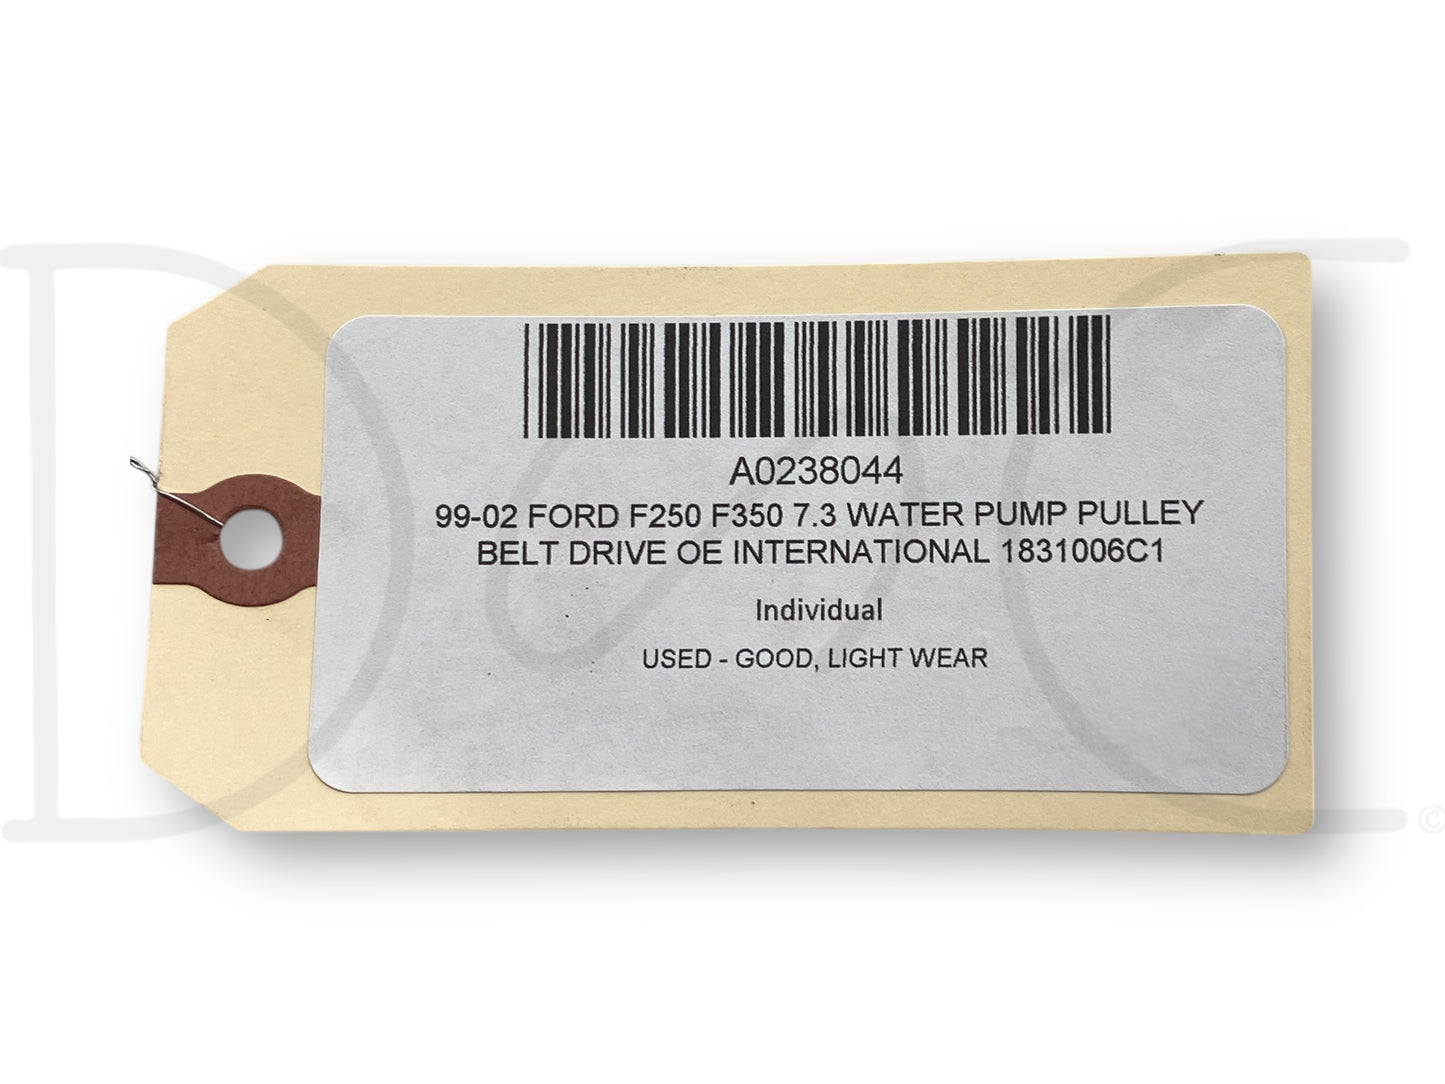 A0238044
99-02 FORD F250 F350 7.3 WATER PUMP PULLEY
BELT DRIVE OE INTERNATIONAL 1831006C1
Individual
USED - GOOD, LIGHT WEAR
©